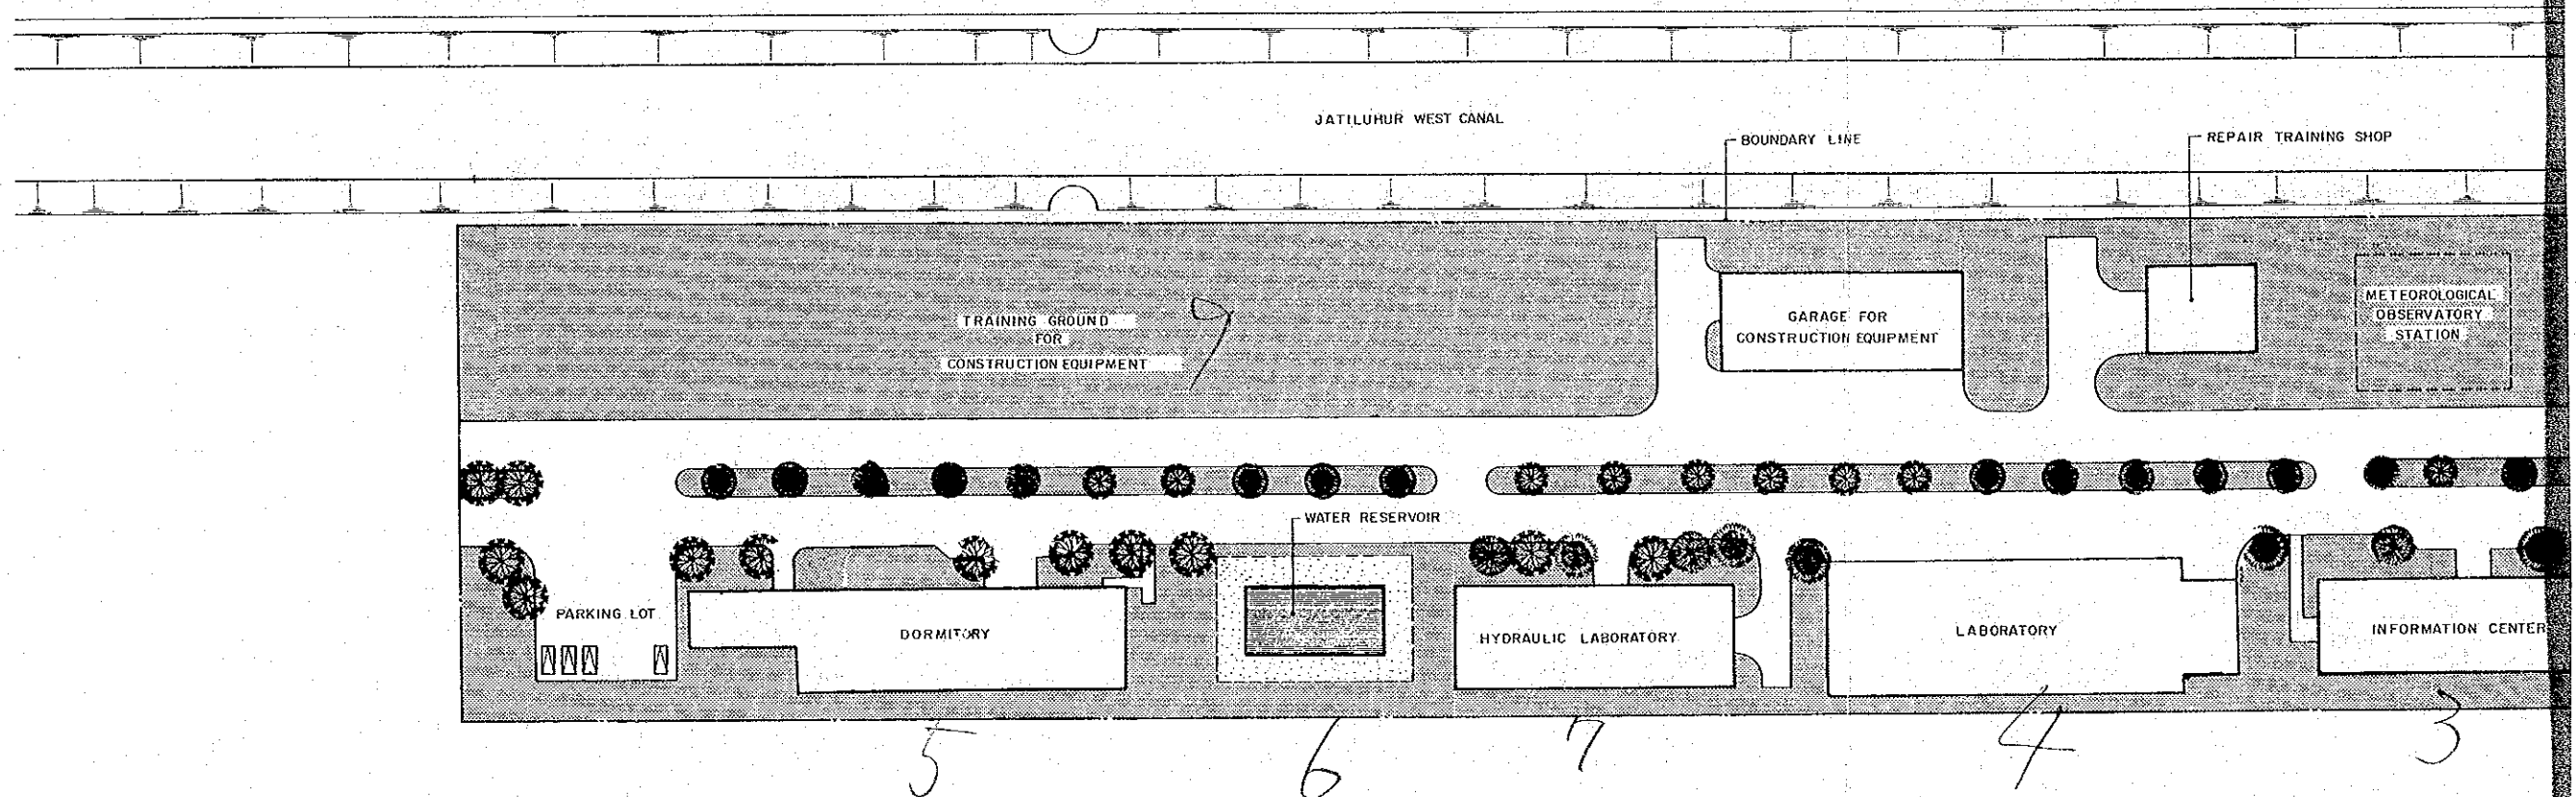 JATILUHUR WEST CANAL
BOUNDARY LINE
REPAIR TRAINING SHOP
TRAINING GROUND
FOR
CONSTRUCTION EQUIPMENT
GARAGE FOR
CONSTRUCTION EQUIPMENT
METEOROLOGICAL
OBSERVATORY
STATION
WATER RESERVOIR
PARKING LOT
DORMITORY
HYDRAULIC LABORATORY
LABORATORY
INFORMATION CENTER
5
6
7
4
3